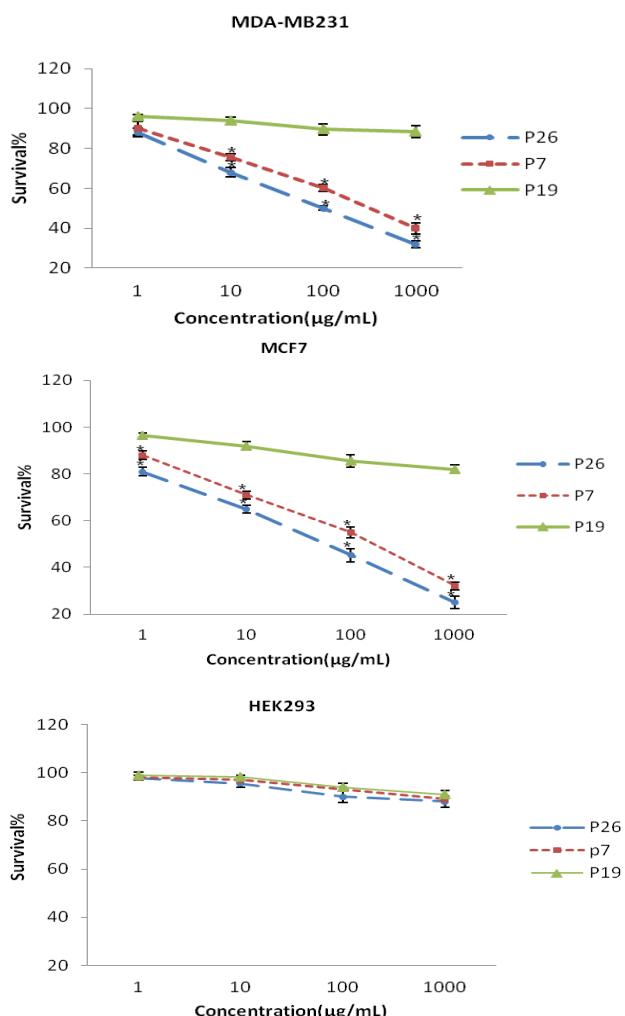 MDA-MB231
120
100
80
60
40
20
Survival%
* * * * * *
1 10 100 1000
Concentration(µg/mL)
P26
P7
P19
MCF7
120
100
80
60
40
20
Survival%
* * * * * * * *
1 10 100 1000
Concentration(µg/mL)
P26
P7
P19
HEK293
120
100
80
60
40
20
Survival%
1 10 100 1000
Concentration(µg/mL)
P26
p7
P19